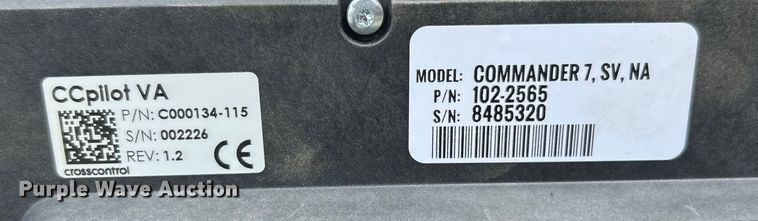 CCpilot VA
P/N: C000134-115
S/N: 002226
REV: 1.2
CE
crosscontrol
MODEL: COMMANDER 7, SV, NA
P/N: 102-2565
S/N: 8485320
Purple Wave Auction